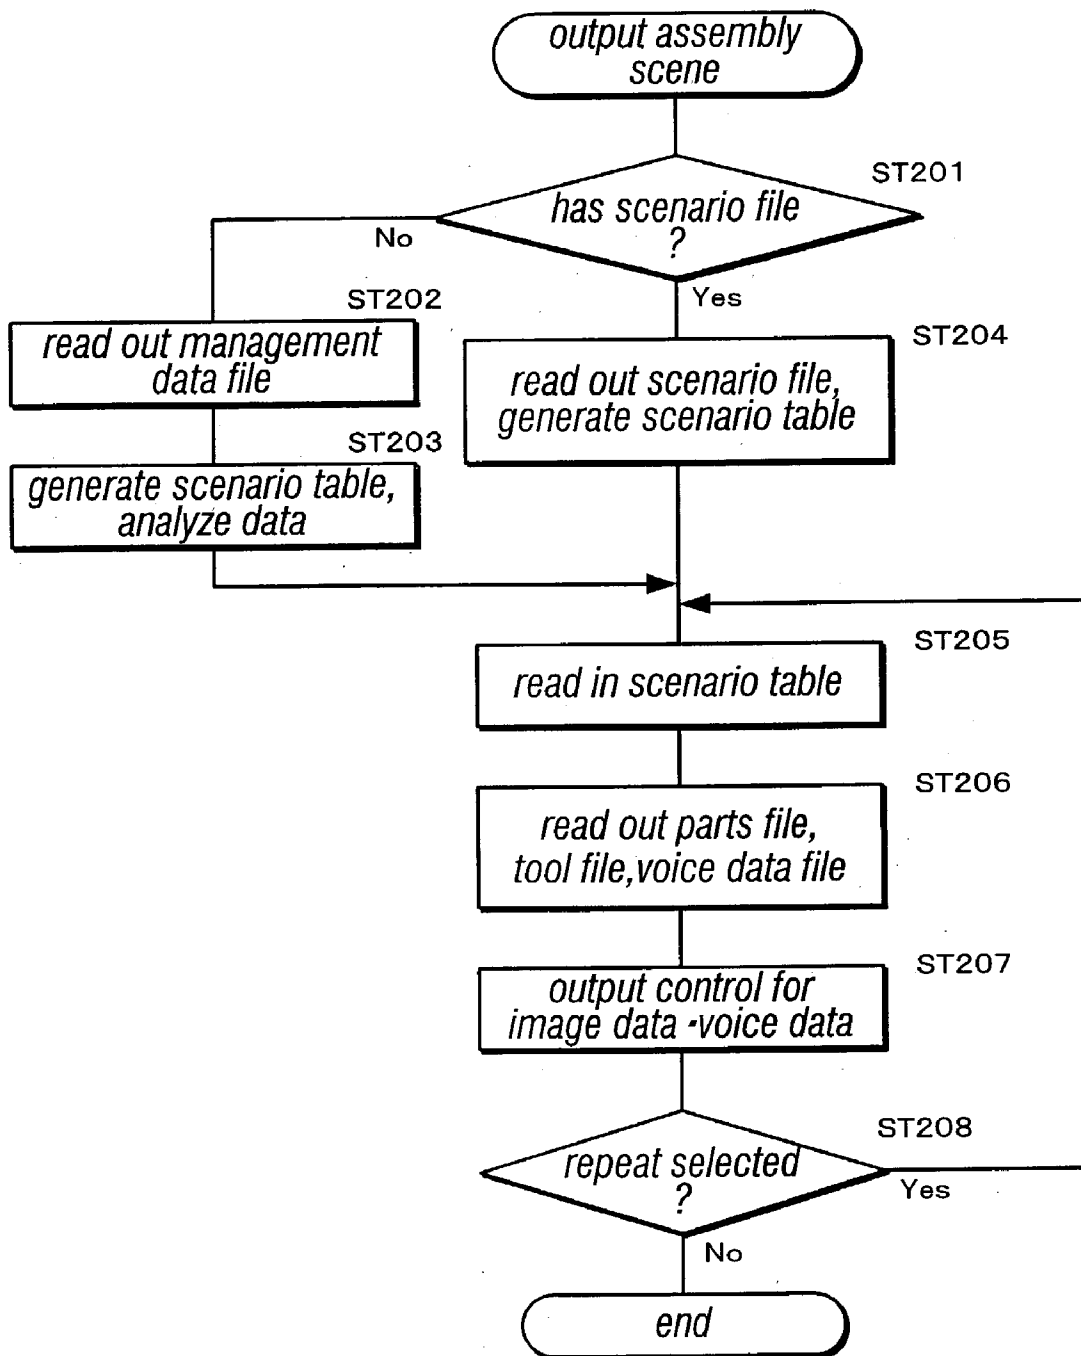 output assembly
scene
ST201
has scenario file
?
No
Yes
ST202
read out management
data file
ST204
read out scenario file,
generate scenario table
ST203
generate scenario table,
analyze data
ST205
read in scenario table
ST206
read out parts file,
tool file,voice data file
ST207
output control for
image data ·voice data
ST208
repeat selected
?
Yes
No
end